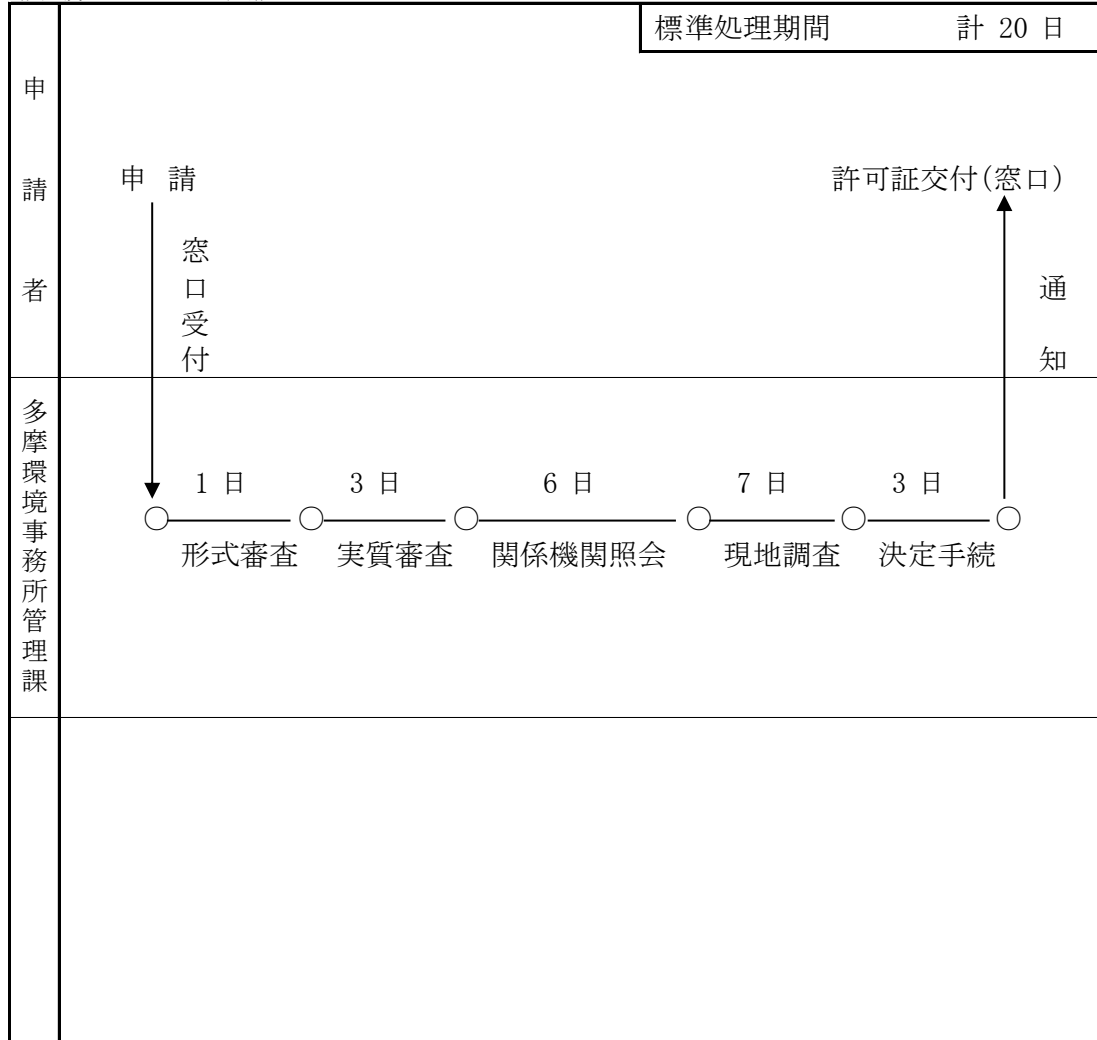 標準処理期間 計 20 日
申請者
申 請
許可証交付(窓口)
窓口受付
通知
多摩環境事務所管理課
1 日 3 日 6 日 7 日 3 日
形式審査 実質審査 関係機関照会 現地調査 決定手続